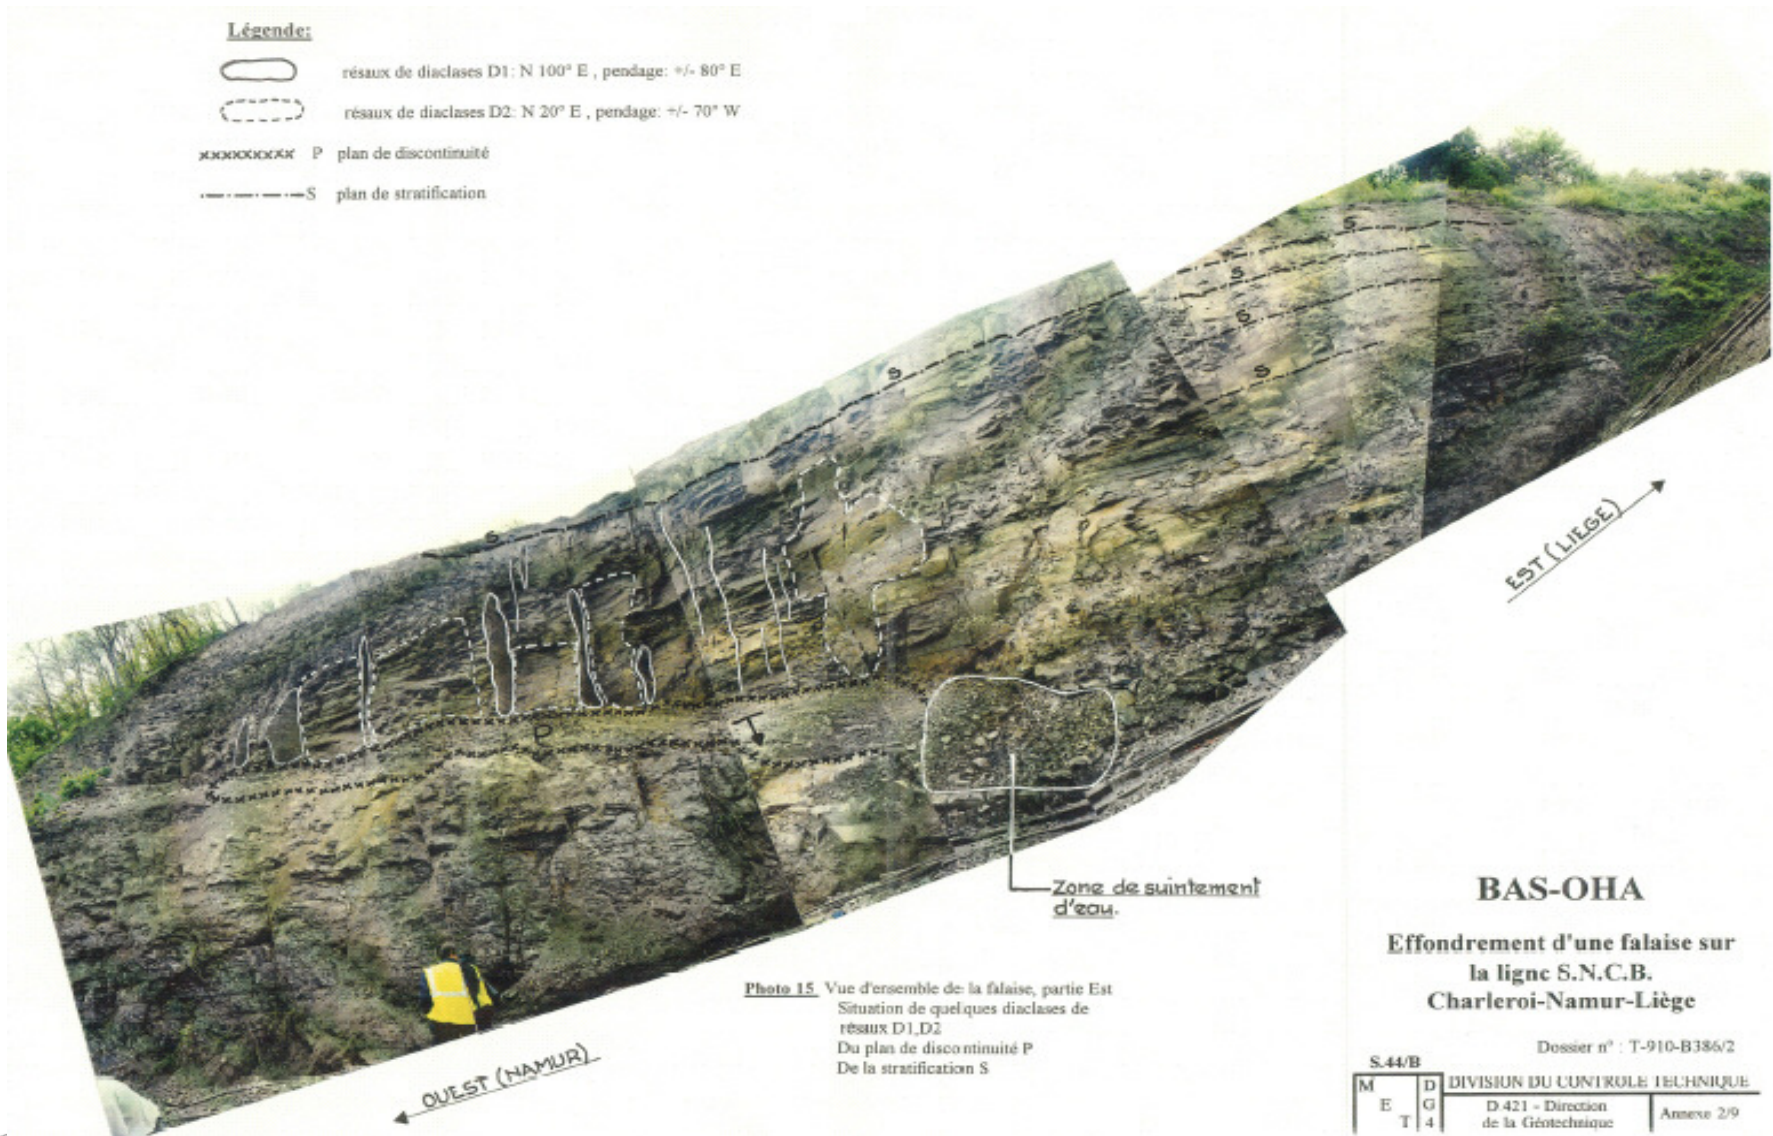 Légende:
résaux de diaclases D1: N 100° E , pendage: +/- 80° E
résaux de diaclases D2: N 20° E , pendage: +/- 70° W
P plan de discontinuité
S plan de stratification
S
S
S
S
S
S
P
T
EST (LIEGE)
Zone de suintement
d'eau.
OUEST (NAMUR)
Photo 15 Vue d'ensemble de la falaise, partie Est
Situation de quelques diaclases de
résaux D1,D2
Du plan de discontinuité P
De la stratification S
BAS-OHA
Effondrement d'une falaise sur
la ligne S.N.C.B.
Charleroi-Namur-Liège
Dossier n° : T-910-B386/2
S.44/B
M E T
D G 4
DIVISION DU CONTROLE TECHNIQUE
D.421 - Direction
de la Géotechnique
Annexe 2/9